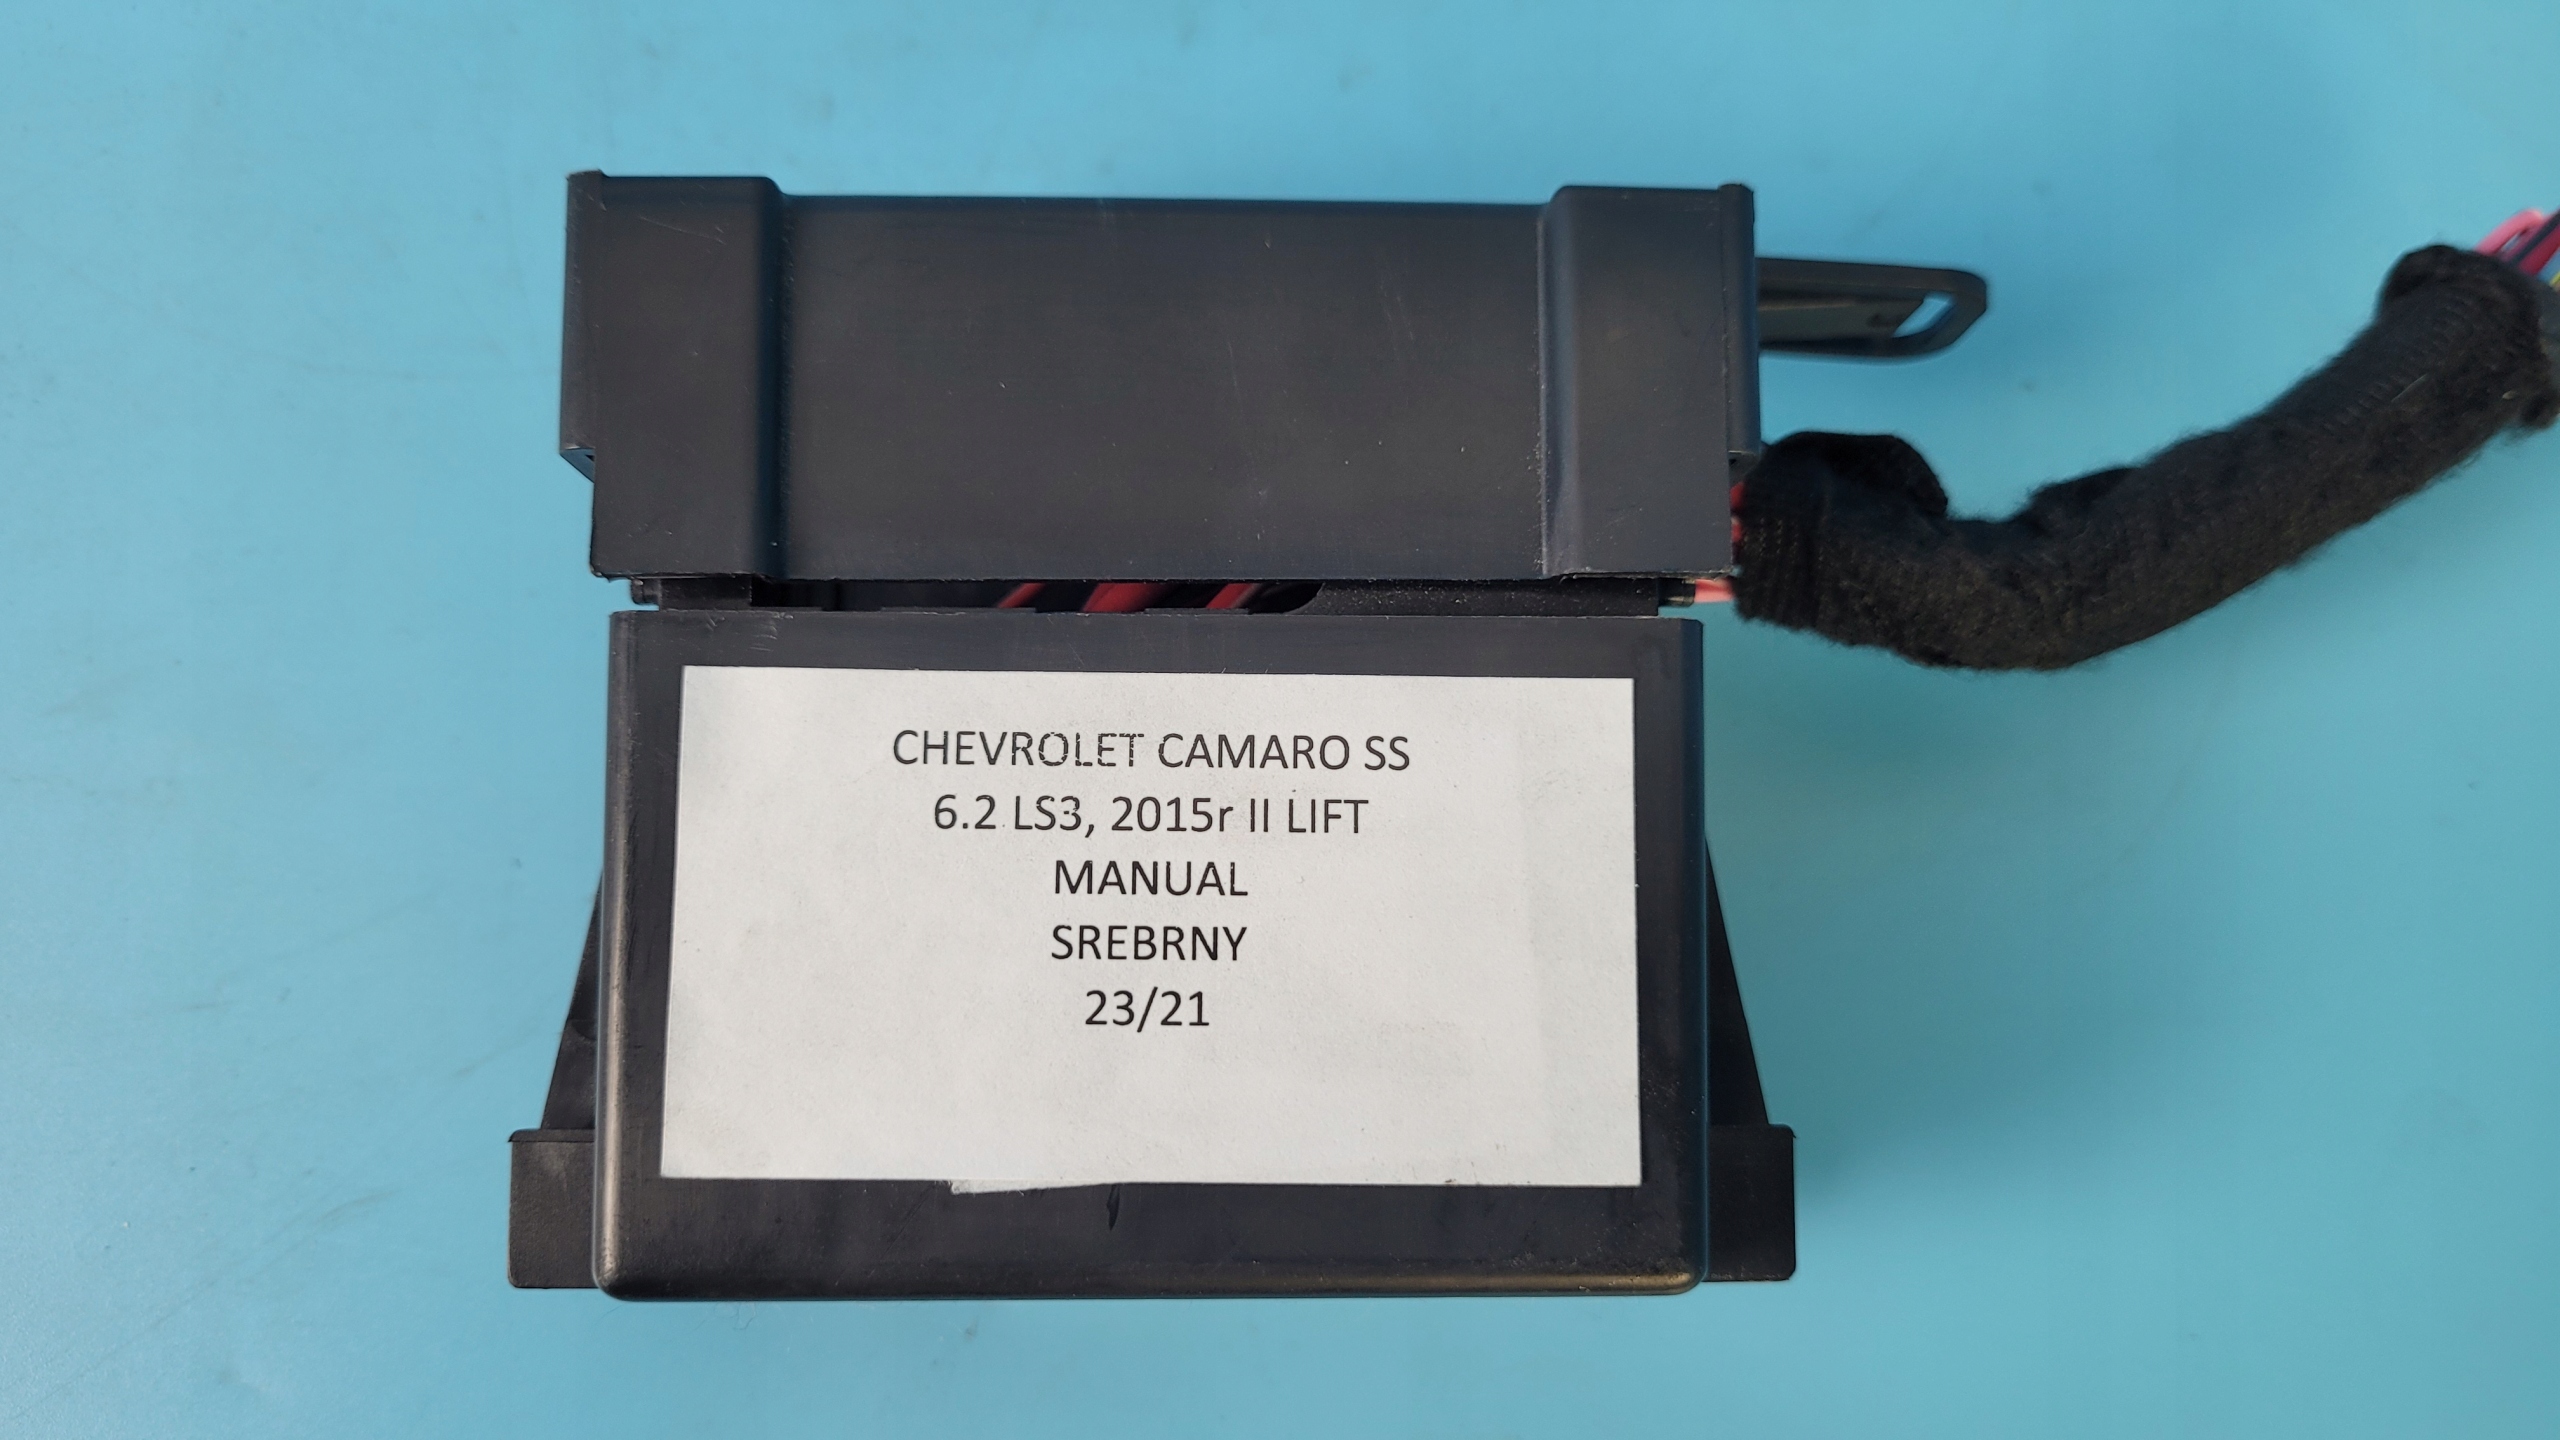 CHEVROLET CAMARO SS
6.2 LS3, 2015r II LIFT
MANUAL
SREBRNY
23/21